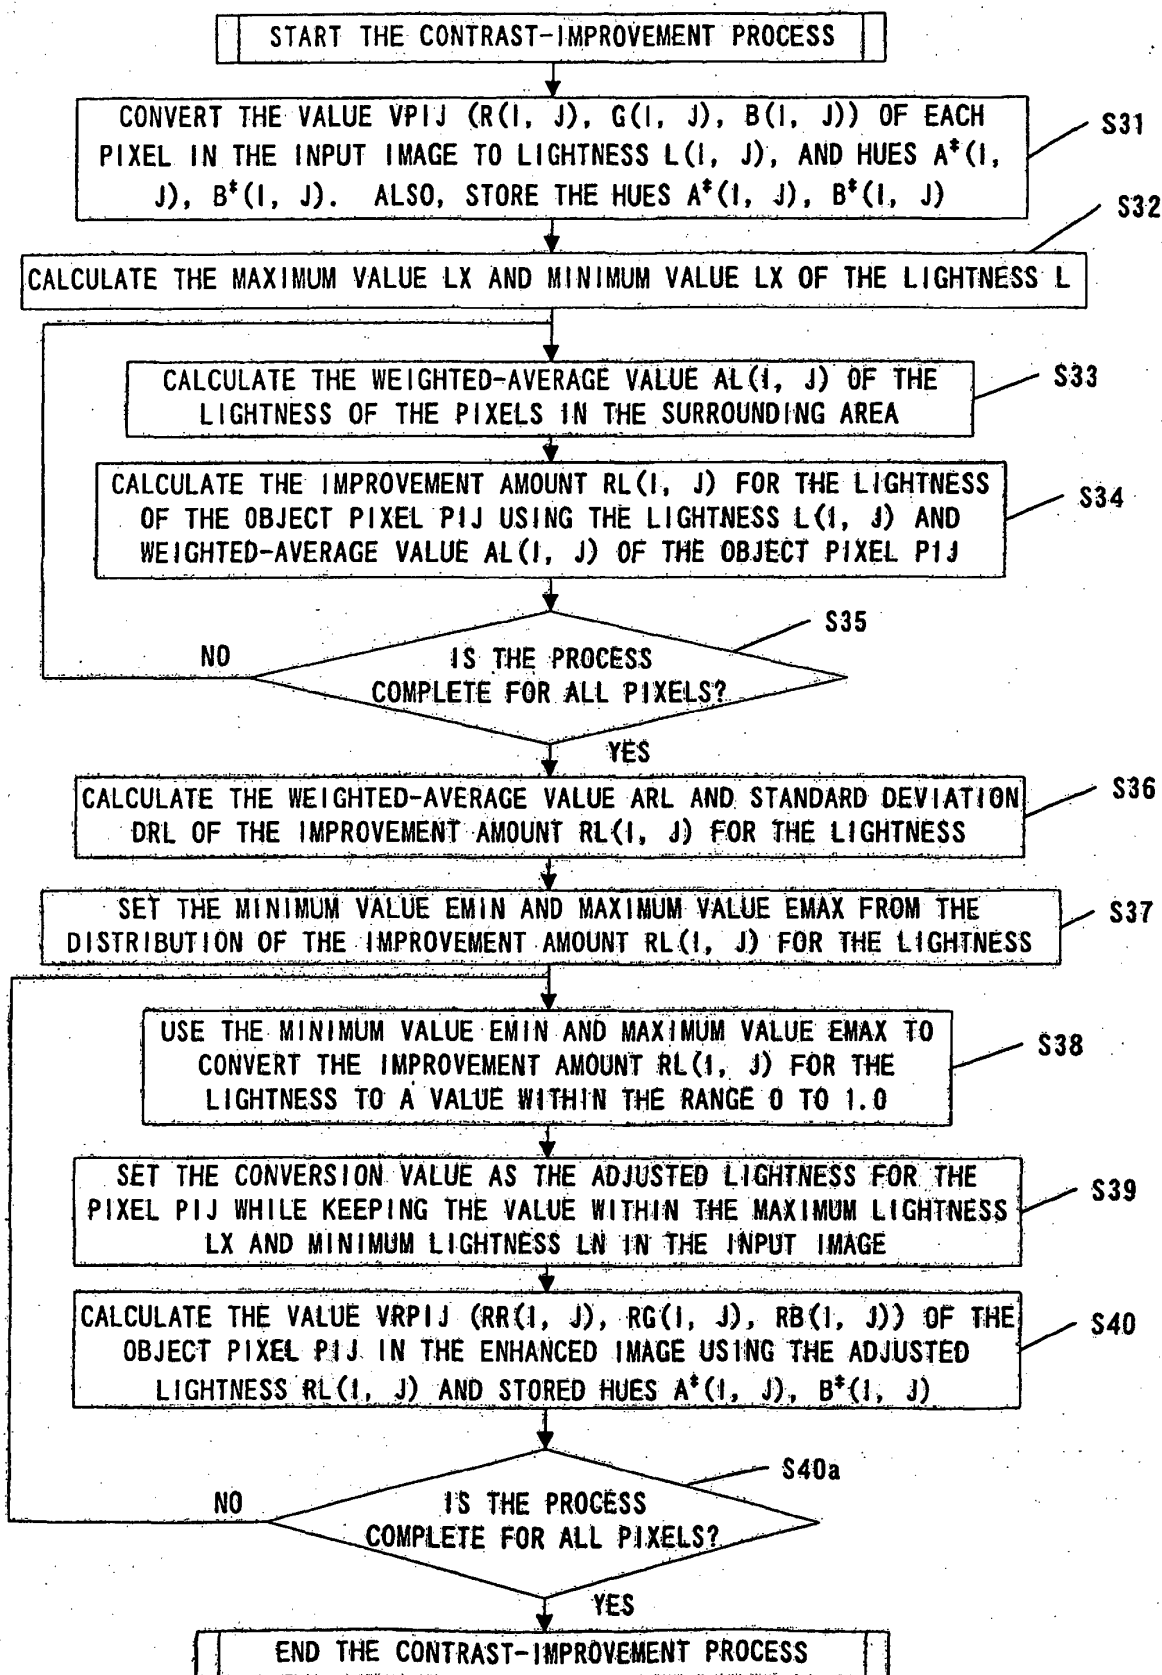 START THE CONTRAST-IMPROVEMENT PROCESS
CONVERT THE VALUE VPIJ (R(I, J), G(I, J), B(I, J)) OF EACH
PIXEL IN THE INPUT IMAGE TO LIGHTNESS L(I, J), AND HUES A*(I,
J), B*(I, J). ALSO, STORE THE HUES A*(I, J), B*(I, J)
S31
S32
CALCULATE THE MAXIMUM VALUE LX AND MINIMUM VALUE LX OF THE LIGHTNESS L
CALCULATE THE WEIGHTED-AVERAGE VALUE AL(I, J) OF THE
LIGHTNESS OF THE PIXELS IN THE SURROUNDING AREA
S33
CALCULATE THE IMPROVEMENT AMOUNT RL(I, J) FOR THE LIGHTNESS
OF THE OBJECT PIXEL PIJ USING THE LIGHTNESS L(I, J) AND
WEIGHTED-AVERAGE VALUE AL(I, J) OF THE OBJECT PIXEL PIJ
S34
S35
NO
IS THE PROCESS
COMPLETE FOR ALL PIXELS?
YES
CALCULATE THE WEIGHTED-AVERAGE VALUE ARL AND STANDARD DEVIATION
DRL OF THE IMPROVEMENT AMOUNT RL(I, J) FOR THE LIGHTNESS
S36
SET THE MINIMUM VALUE EMIN AND MAXIMUM VALUE EMAX FROM THE
DISTRIBUTION OF THE IMPROVEMENT AMOUNT RL(I, J) FOR THE LIGHTNESS
S37
USE THE MINIMUM VALUE EMIN AND MAXIMUM VALUE EMAX TO
CONVERT THE IMPROVEMENT AMOUNT RL(I, J) FOR THE
LIGHTNESS TO A VALUE WITHIN THE RANGE 0 TO 1.0
S38
SET THE CONVERSION VALUE AS THE ADJUSTED LIGHTNESS FOR THE
PIXEL PIJ WHILE KEEPING THE VALUE WITHIN THE MAXIMUM LIGHTNESS
LX AND MINIMUM LIGHTNESS LN IN THE INPUT IMAGE
S39
CALCULATE THE VALUE VRPIJ (RR(I, J), RG(I, J), RB(I, J)) OF THE
OBJECT PIXEL PIJ IN THE ENHANCED IMAGE USING THE ADJUSTED
LIGHTNESS RL(I, J) AND STORED HUES A*(I, J), B*(I, J)
S40
S40a
NO
IS THE PROCESS
COMPLETE FOR ALL PIXELS?
YES
END THE CONTRAST-IMPROVEMENT PROCESS